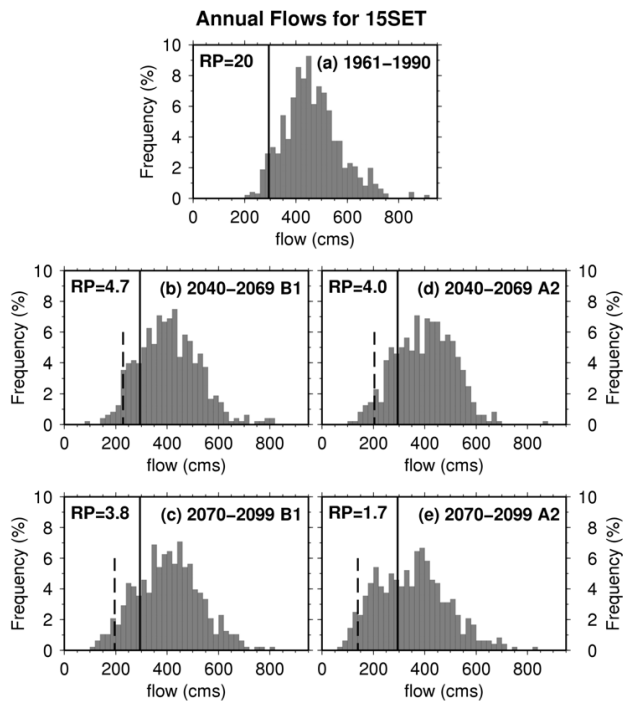 Annual Flows for 15SET
RP=20 (a) 1961−1990
Frequency (%)
10
8
6
4
2
0
0 200 400 600 800
flow (cms)
RP=4.7 (b) 2040−2069 B1
Frequency (%)
10
8
6
4
2
0
0 200 400 600 800
flow (cms)
RP=4.0 (d) 2040−2069 A2
Frequency (%)
10
8
6
4
2
0
0 200 400 600 800
flow (cms)
RP=3.8 (c) 2070−2099 B1
Frequency (%)
10
8
6
4
2
0
0 200 400 600 800
flow (cms)
RP=1.7 (e) 2070−2099 A2
Frequency (%)
10
8
6
4
2
0
0 200 400 600 800
flow (cms)